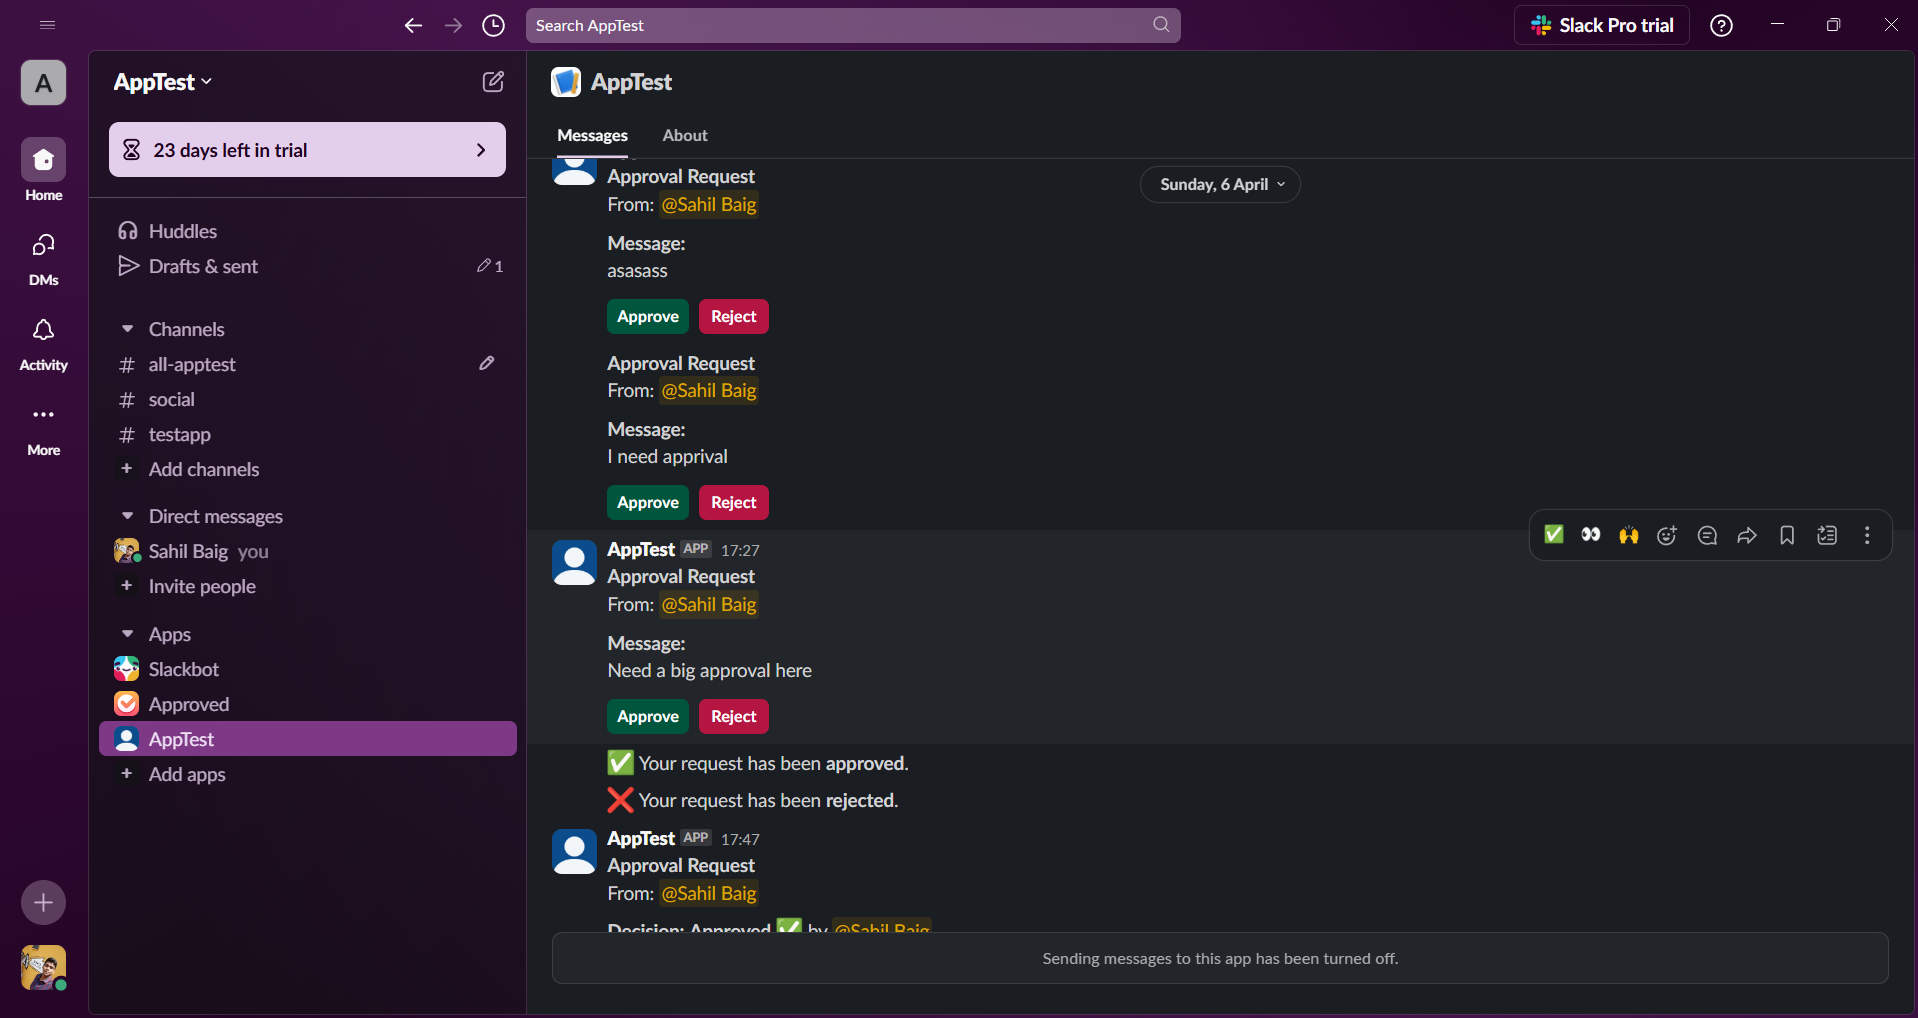 Search AppTest
Slack Pro trial
A
AppTest
AppTest
23 days left in trial
Messages About
Home
DMs
Activity
More
Huddles
Drafts & sent 1
Channels
# all-apptest
# social
# testapp
+ Add channels
Direct messages
Sahil Baig you
+ Invite people
Apps
Slackbot
Approved
AppTest
+ Add apps
Sunday, 6 April
Approval Request
From: @Sahil Baig
Message:
asasass
Approve Reject
Approval Request
From: @Sahil Baig
Message:
I need apprival
Approve Reject
AppTest APP 17:27
Approval Request
From: @Sahil Baig
Message:
Need a big approval here
Approve Reject
✅ Your request has been approved.
❌ Your request has been rejected.
AppTest APP 17:47
Approval Request
From: @Sahil Baig
Decision: Approved ✅ by @Sahil Baig
Sending messages to this app has been turned off.